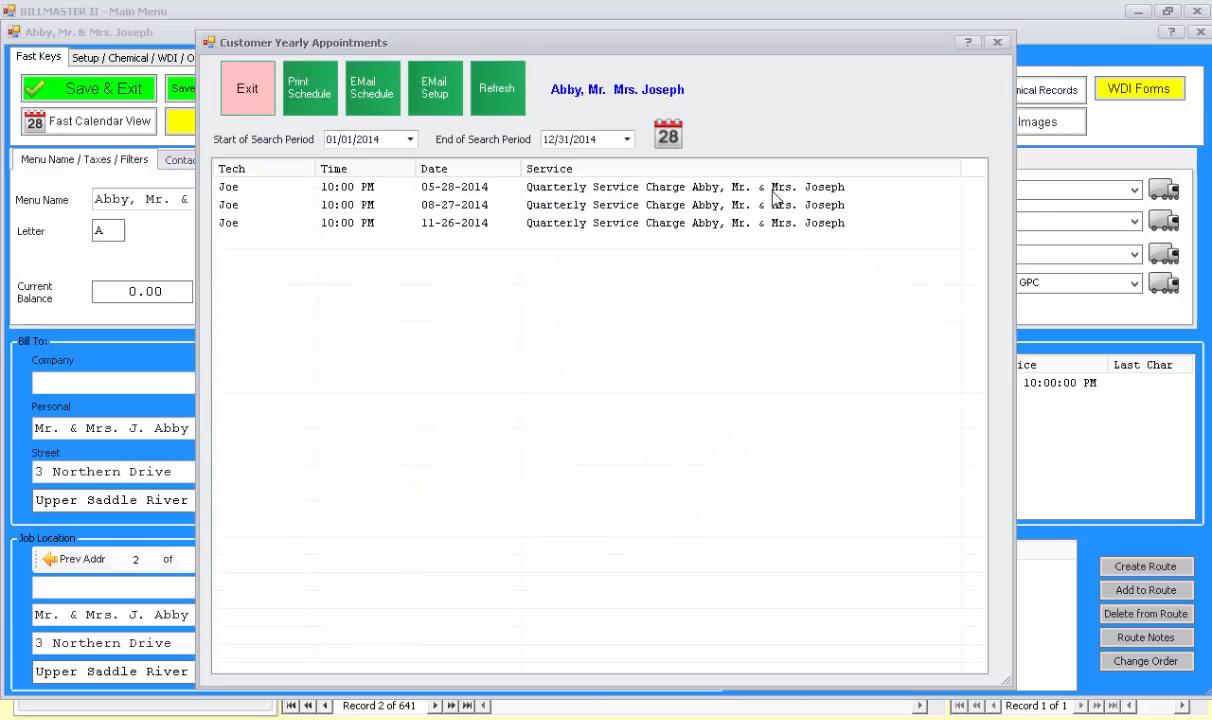 BILLMASTER II - Main Menu
Abby, Mr. & Mrs. Joseph
Customer Yearly Appointments
Fast Keys
Setup / Chemical / WDI / O
Save & Exit
Save
Exit
Print Schedule
EMail Schedule
EMail Setup
Refresh
Abby, Mr. Mrs. Joseph
nical Records
WDI Forms
28 Fast Calendar View
Images
Start of Search Period 01/01/2014
End of Search Period 12/31/2014
28
Menu Name / Taxes / Filters
Contac
Tech Time Date Service
Joe 10:00 PM 05-28-2014 Quarterly Service Charge Abby, Mr. & Mrs. Joseph
Joe 10:00 PM 08-27-2014 Quarterly Service Charge Abby, Mr. & Mrs. Joseph
Joe 10:00 PM 11-26-2014 Quarterly Service Charge Abby, Mr. & Mrs. Joseph
Menu Name Abby, Mr. &
Letter A
GPC
Current Balance 0.00
Bill To:
Company
ice Last Char
10:00:00 PM
Personal
Mr. & Mrs. J. Abby
Street
3 Northern Drive
Upper Saddle River
Job Location
Prev Addr 2 of
Mr. & Mrs. J. Abby
3 Northern Drive
Upper Saddle River
Create Route
Add to Route
Delete from Route
Route Notes
Change Order
Record 2 of 641
Record 1 of 1